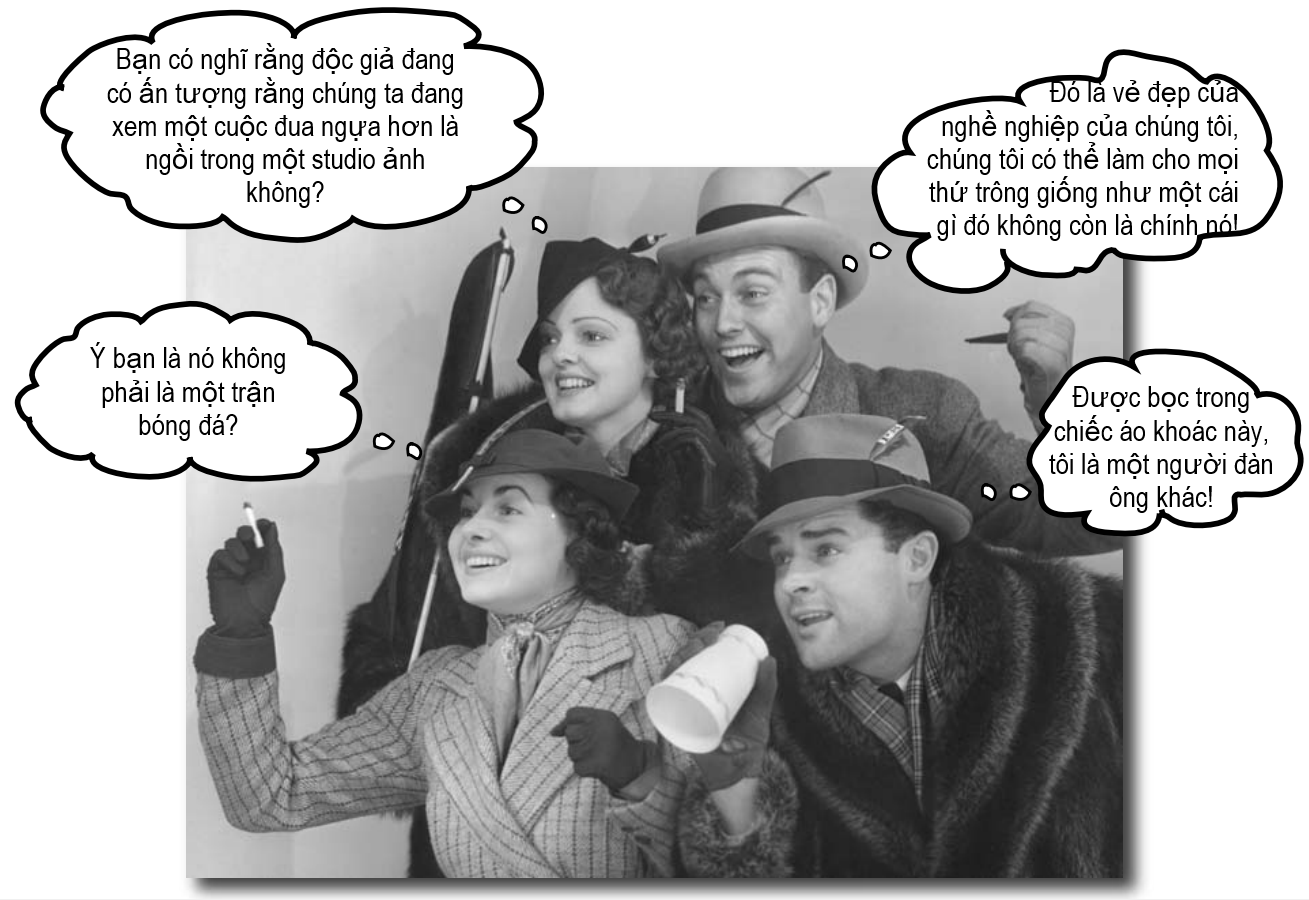 Bạn có nghĩ rằng độc giả đang
có ấn tượng rằng chúng ta đang
xem một cuộc đua ngựa hơn là
ngồi trong một studio ảnh
không?
Đó là vẻ đẹp của
nghề nghiệp của chúng tôi,
chúng tôi có thể làm cho mọi
thứ trông giống như một cái
gì đó không còn là chính nó!
Ý bạn là nó không
phải là một trận
bóng đá?
Được bọc trong
chiếc áo khoác này,
tôi là một người đàn
ông khác!